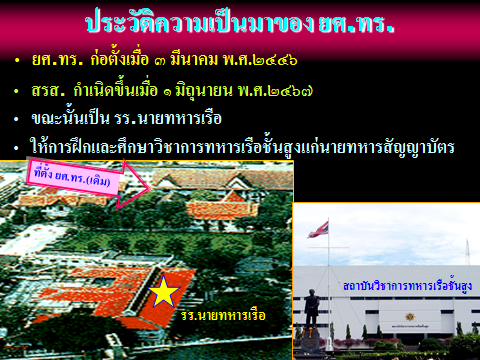 ประวัติความเป็นมาของ ยศ.ทร.
• ยศ.ทร. ก่อตั้งเมื่อ ๓ มีนาคม พ.ศ.๒๔๔๖
• สรส. กำเนิดขึ้นเมื่อ ๑ มิถุนายน พ.ศ.๒๔๖๗
• ขณะนั้นเป็น รร.นายทหารเรือ
• ให้การฝึกและศึกษาวิชาการทหารเรือชั้นสูงแก่นายทหารสัญญาบัตร
ที่ตั้ง ยศ.ทร.(เดิม)
สถาบันวิชาการทหารเรือชั้นสูง
รร.นายทหารเรือ